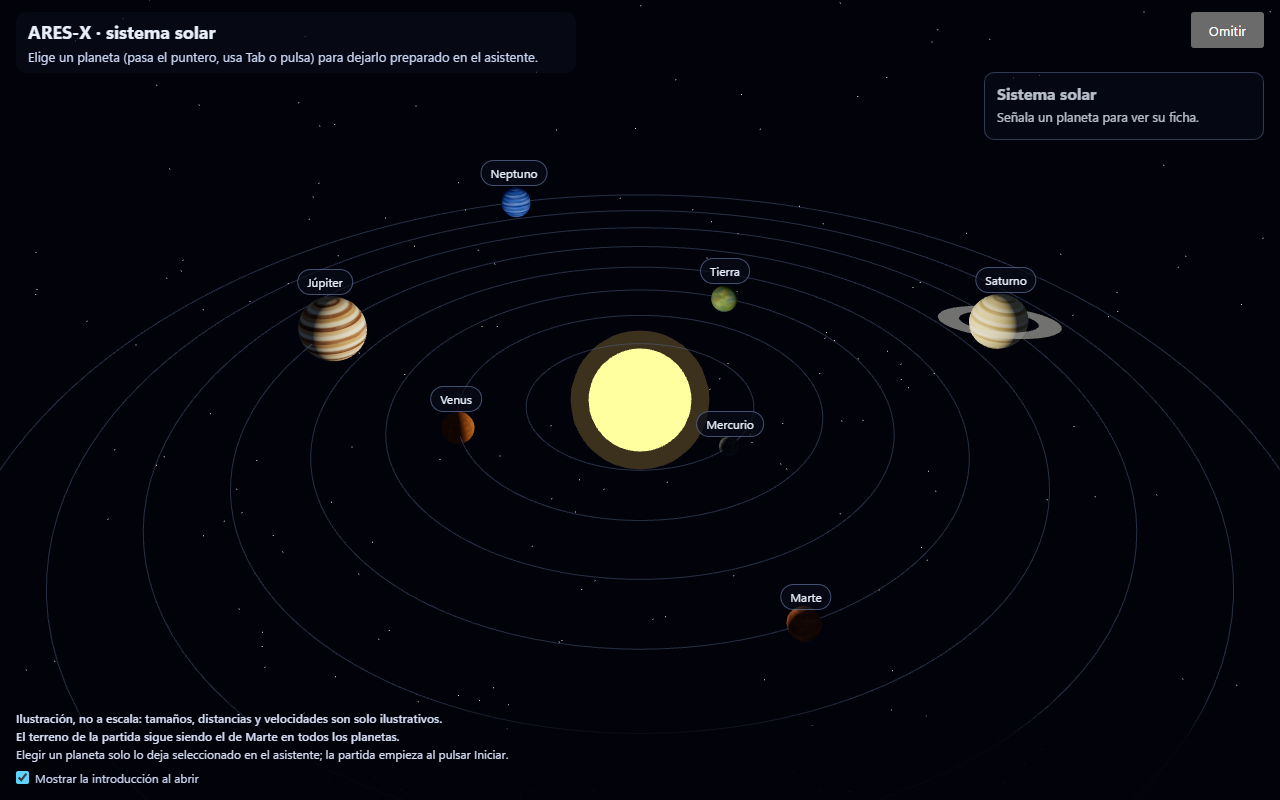 ARES-X · sistema solar
Elige un planeta (pasa el puntero, usa Tab o pulsa) para dejarlo preparado en el asistente.
Omitir
Sistema solar
Señala un planeta para ver su ficha.
Neptuno
Tierra
Júpiter
Saturno
Venus
Mercurio
Marte
Ilustración, no a escala: tamaños, distancias y velocidades son solo ilustrativos.
El terreno de la partida sigue siendo el de Marte en todos los planetas.
Elegir un planeta solo lo deja seleccionado en el asistente; la partida empieza al pulsar Iniciar.
Mostrar la introducción al abrir